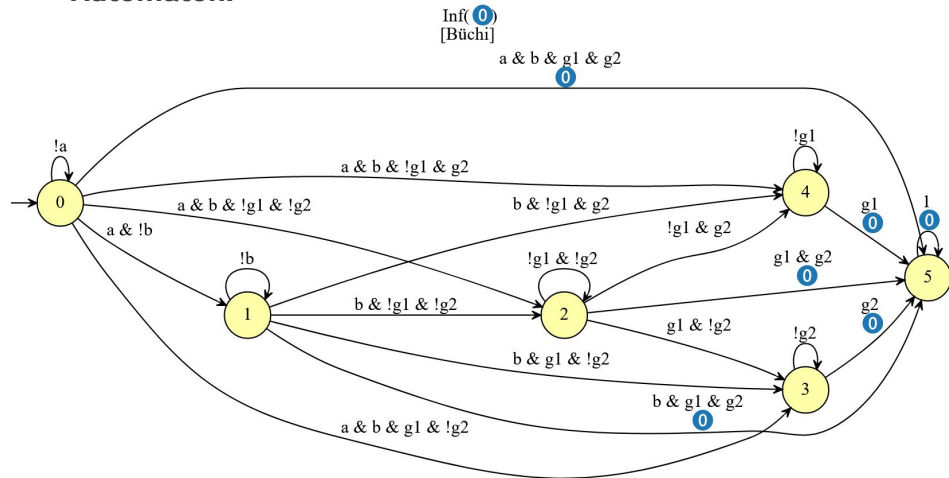 Inf( 0 )
[Büchi]
a & b & g1 & g2
0
!a
0
a & b & !g1 & g2
a & b & !g1 & !g2
a & !b
b & !g1 & g2
!g1
4
g1
0
1
0
5
!g1 & g2
g1 & g2
0
!b
1
b & !g1 & !g2
!g1 & !g2
2
g1 & !g2
g2
0
!g2
3
b & g1 & !g2
b & g1 & g2
0
a & b & g1 & !g2